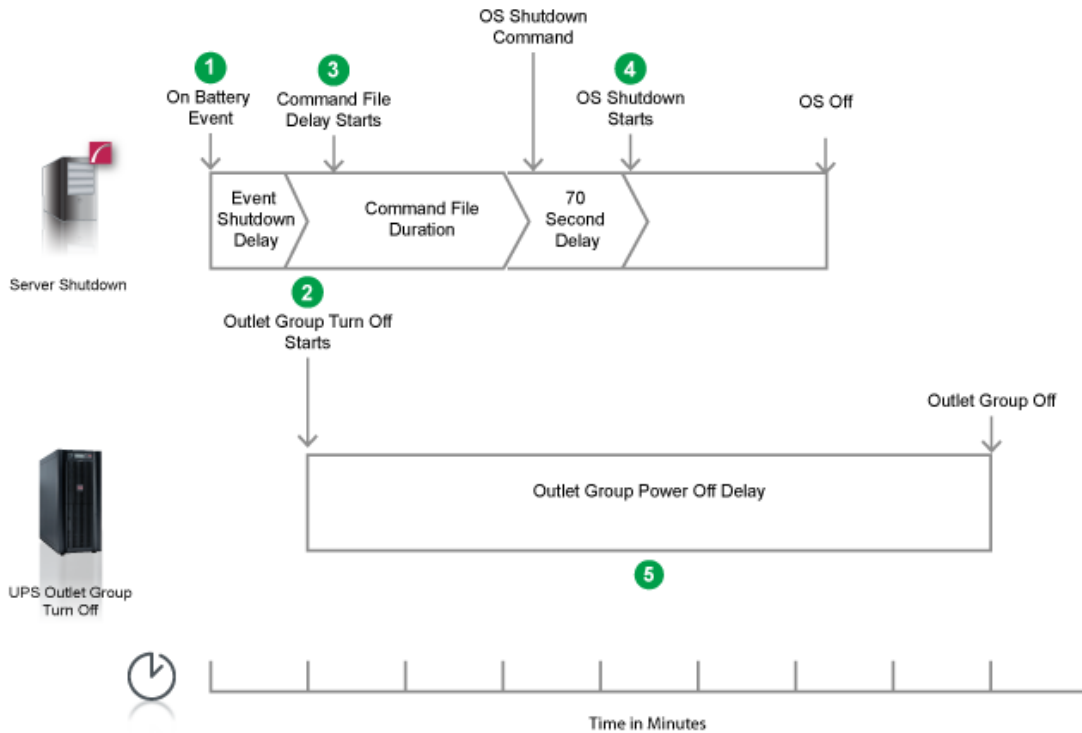 OS Shutdown
Command
1
On Battery
Event
3
Command File
Delay Starts
4
OS Shutdown
Starts
OS Off
Event
Shutdown
Delay
Command File
Duration
70
Second
Delay
Server Shutdown
2
Outlet Group Turn Off
Starts
Outlet Group Off
Outlet Group Power Off Delay
5
UPS Outlet Group
Turn Off
Time in Minutes